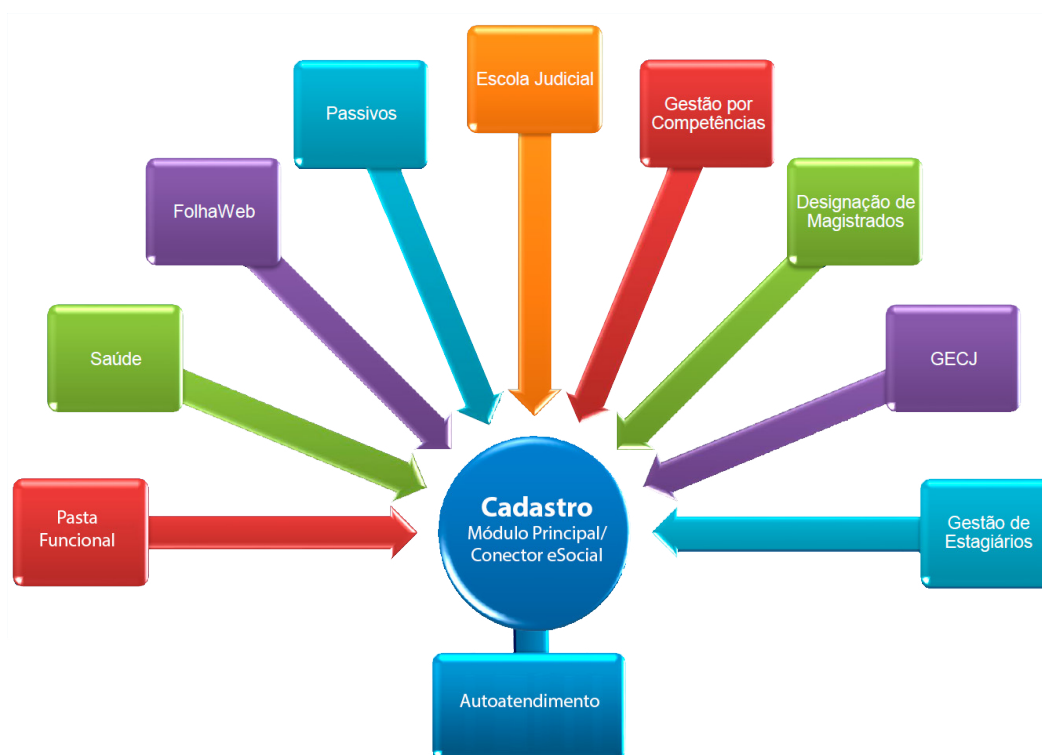 Escola Judicial
Passivos
Gestão por
Competências
FolhaWeb
Designação de
Magistrados
Saúde
GECJ
Pasta
Funcional
Cadastro
Módulo Principal/
Conector eSocial
Gestão de
Estagiários
Autoatendimento